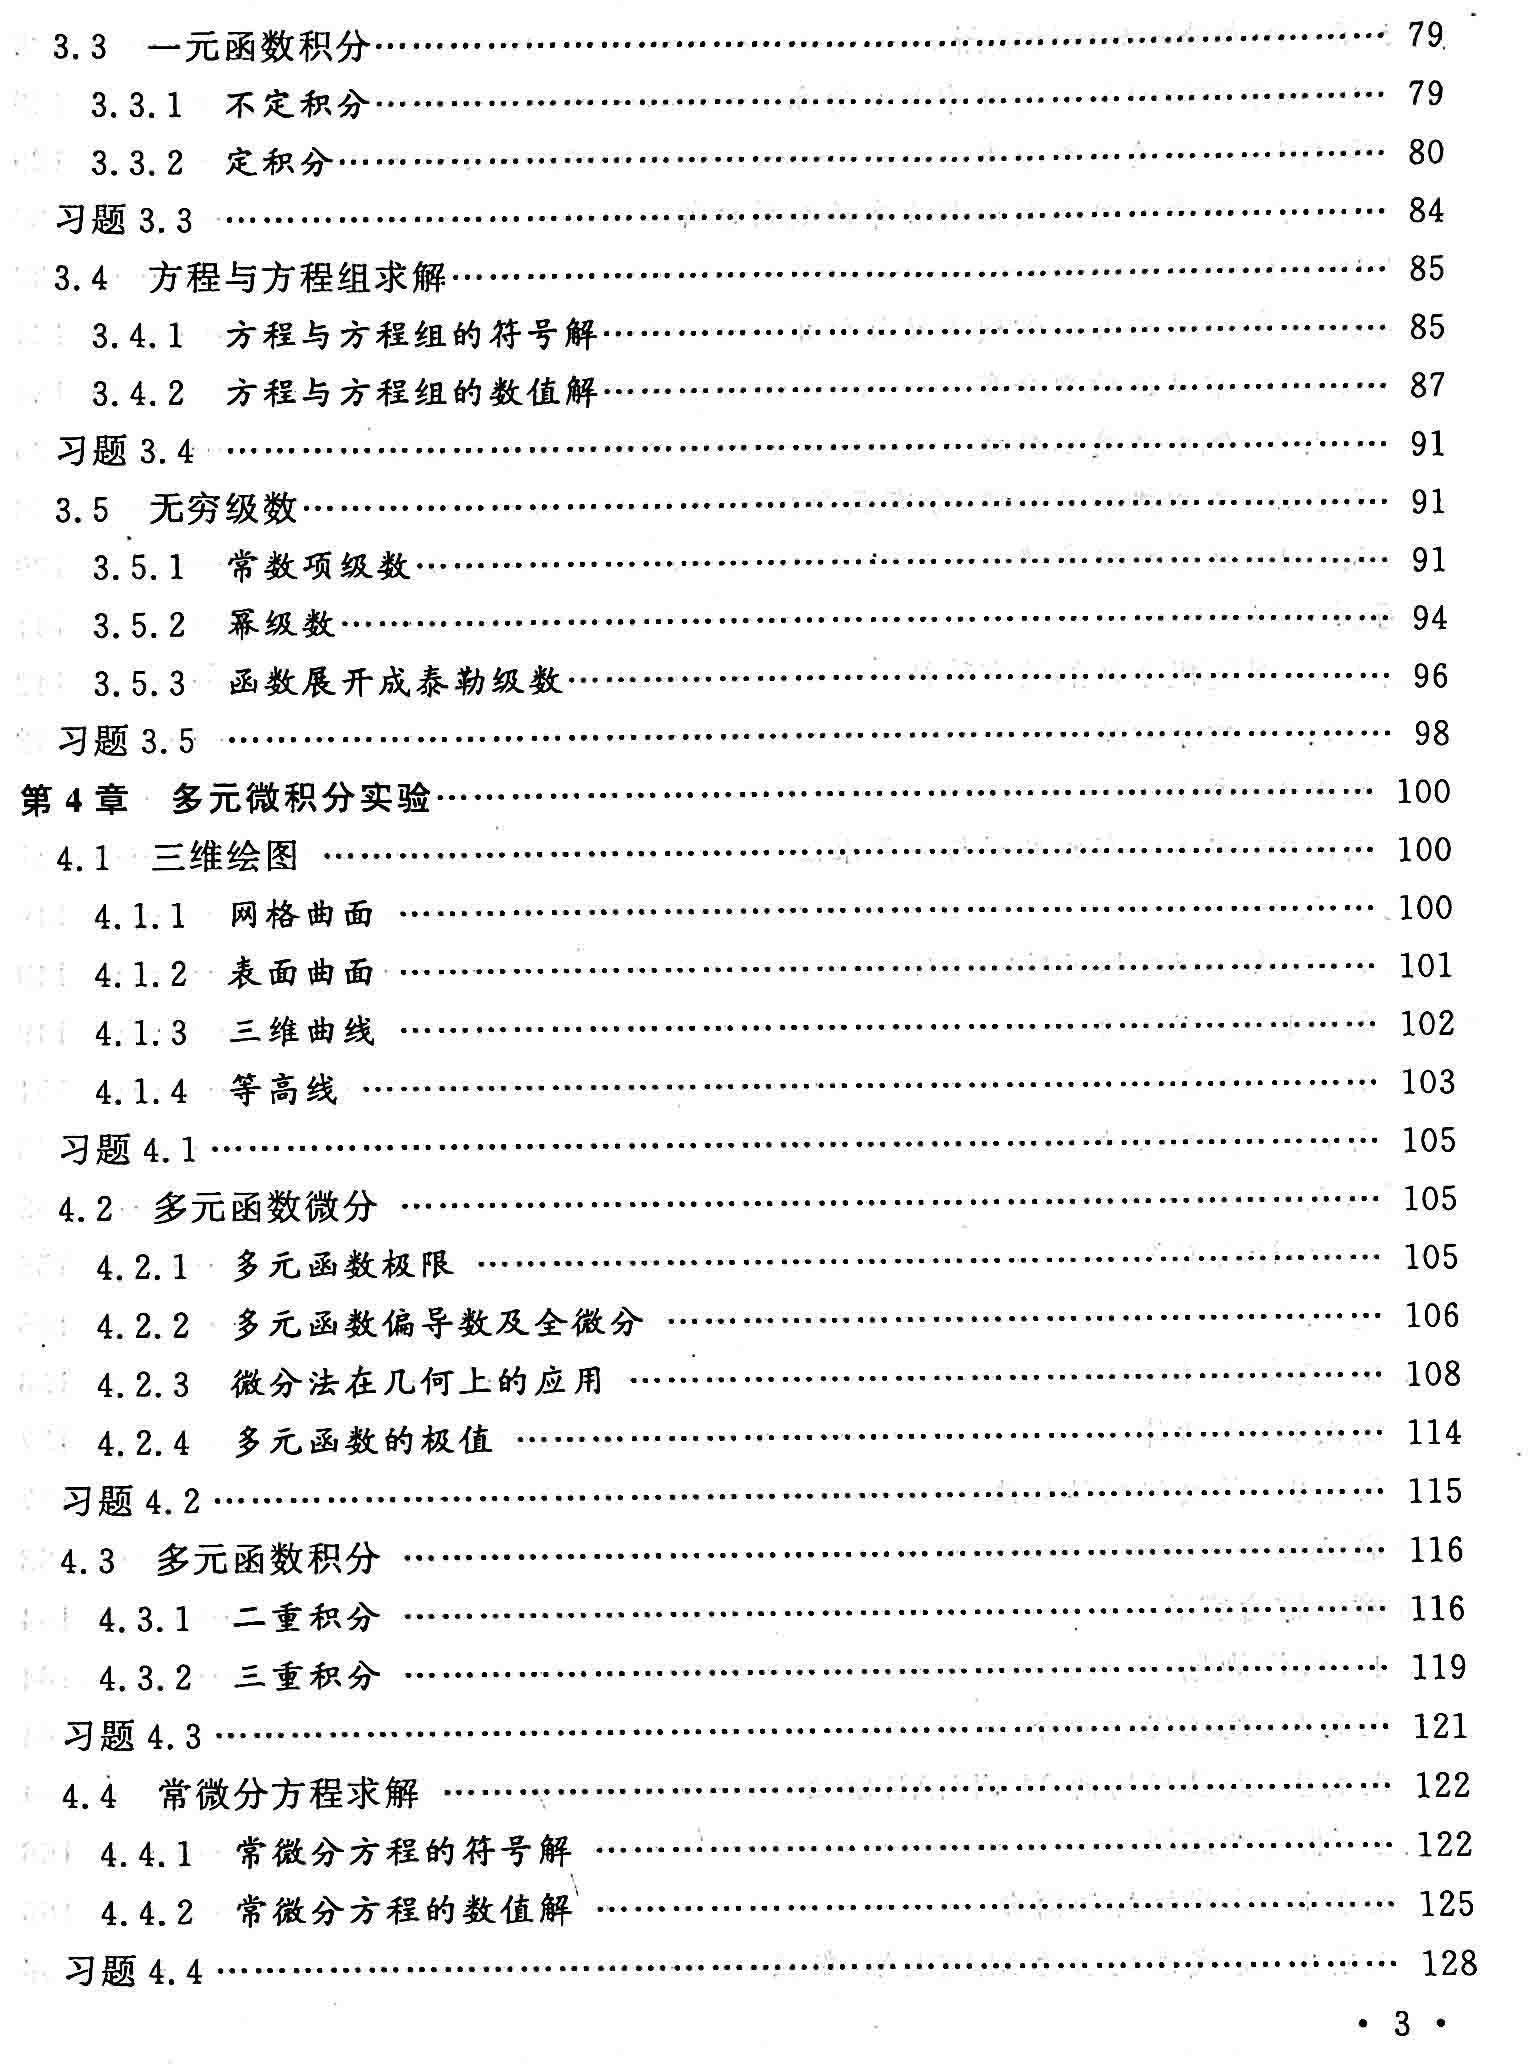 3.3 一元函数积分………………………… 79
3.3.1 不定积分………………………… 79
3.3.2 定积分………………………… 80
习题 3.3 ………………………… 84
3.4 方程与方程组求解………………………… 85
3.4.1 方程与方程组的符号解………………………… 85
3.4.2 方程与方程组的数值解………………………… 87
习题 3.4 ………………………… 91
3.5 无穷级数………………………… 91
3.5.1 常数项级数………………………… 91
3.5.2 幂级数………………………… 94
3.5.3 函数展开成泰勒级数………………………… 96
习题 3.5 ………………………… 98
第 4 章 多元微积分实验………………………… 100
4.1 三维绘图 ………………………… 100
4.1.1 网格曲面 ………………………… 100
4.1.2 表面曲面 ………………………… 101
4.1.3 三维曲线 ………………………… 102
4.1.4 等高线 ………………………… 103
习题 4.1 ………………………… 105
4.2 多元函数微分 ………………………… 105
4.2.1 多元函数极限 ………………………… 105
4.2.2 多元函数偏导数及全微分 ………………………… 106
4.2.3 微分法在几何上的应用 ………………………… 108
4.2.4 多元函数的极值 ………………………… 114
习题 4.2 ………………………… 115
4.3 多元函数积分 ………………………… 116
4.3.1 二重积分 ………………………… 116
4.3.2 三重积分 ………………………… 119
习题 4.3 ………………………… 121
4.4 常微分方程求解 ………………………… 122
4.4.1 常微分方程的符号解 ………………………… 122
4.4.2 常微分方程的数值解 ………………………… 125
习题 4.4 ………………………… 128
• 3 •